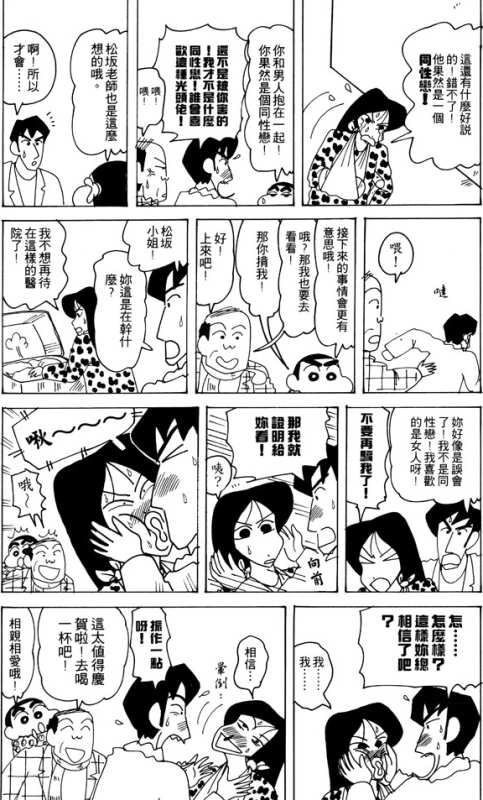 這還有什麼好說
的！錯不了！
他果然是一個
同性戀！
你和男人抱在一起！
你果然是個同性戀！
還不是被你害的
！我才不是什麼
同性戀！誰會喜
歡這種光頭佬！
喂！
喂！
松坂老師也是這麼
想的哦。
啊！所以
才會……
喂！
噠
接下來的事情會更有
意思哦！
哦？那我也要去
看看！
那你揹我！
好！
上來吧！
松坂
小姐！
妳這是在幹什
麼？
我不想再待
在這樣的醫
院了！
妳好像是誤會
了！我不是同
性戀！我喜歡
的是女人呀！
不要再騙我了！
那我就
證明給
妳看！
咦？
向前
啾～～～～
哦～
怎……
怎麼樣？
這樣妳總
相信了吧
？
我…
我…
相信…
暈倒
振作一點
呀！
這太值得慶
賀啦！去喝
一杯吧！
相親相愛哦！